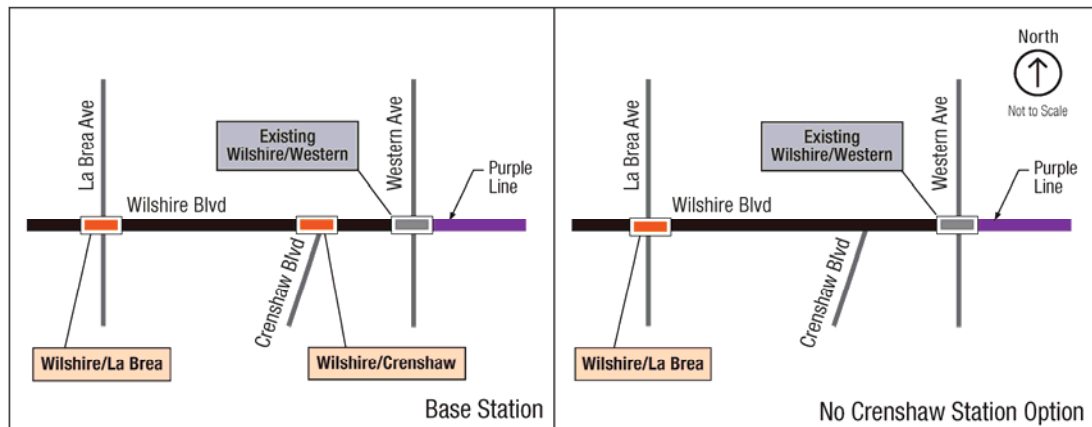 La Brea Ave
Existing
Wilshire/Western
Western Ave
Purple
Line
Wilshire Blvd
Crenshaw Blvd
Wilshire/La Brea
Wilshire/Crenshaw
Base Station
North
Not to Scale
La Brea Ave
Existing
Wilshire/Western
Western Ave
Purple
Line
Wilshire Blvd
Crenshaw Blvd
Wilshire/La Brea
No Crenshaw Station Option